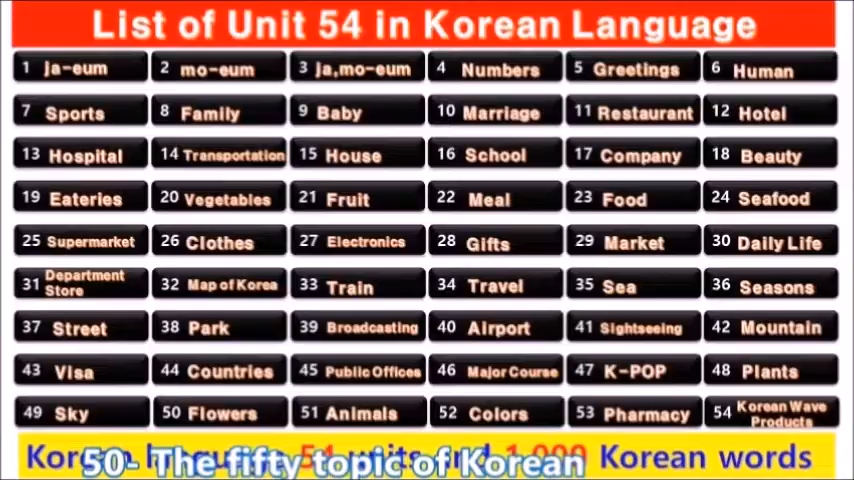 List of Unit 54 in Korean Language
1 ja-eum 2 mo-eum 3 ja,mo-eum 4 Numbers 5 Greetings 6 Human
7 Sports 8 Family 9 Baby 10 Marriage 11 Restaurant 12 Hotel
13 Hospital 14 Transportation 15 House 16 School 17 Company 18 Beauty
19 Eateries 20 Vegetables 21 Fruit 22 Meal 23 Food 24 Seafood
25 Supermarket 26 Clothes 27 Electronics 28 Gifts 29 Market 30 Daily Life
31 Department Store 32 Map of Korea 33 Train 34 Travel 35 Sea 36 Seasons
37 Street 38 Park 39 Broadcasting 40 Airport 41 Sightseeing 42 Mountain
43 Visa 44 Countries 45 Public Offices 46 Major Course 47 K-POP 48 Plants
49 Sky 50 Flowers 51 Animals 52 Colors 53 Pharmacy 54 Korean Wave Products
Korean 54 units and 1,000 Korean words
50- The fifty topic of Korean